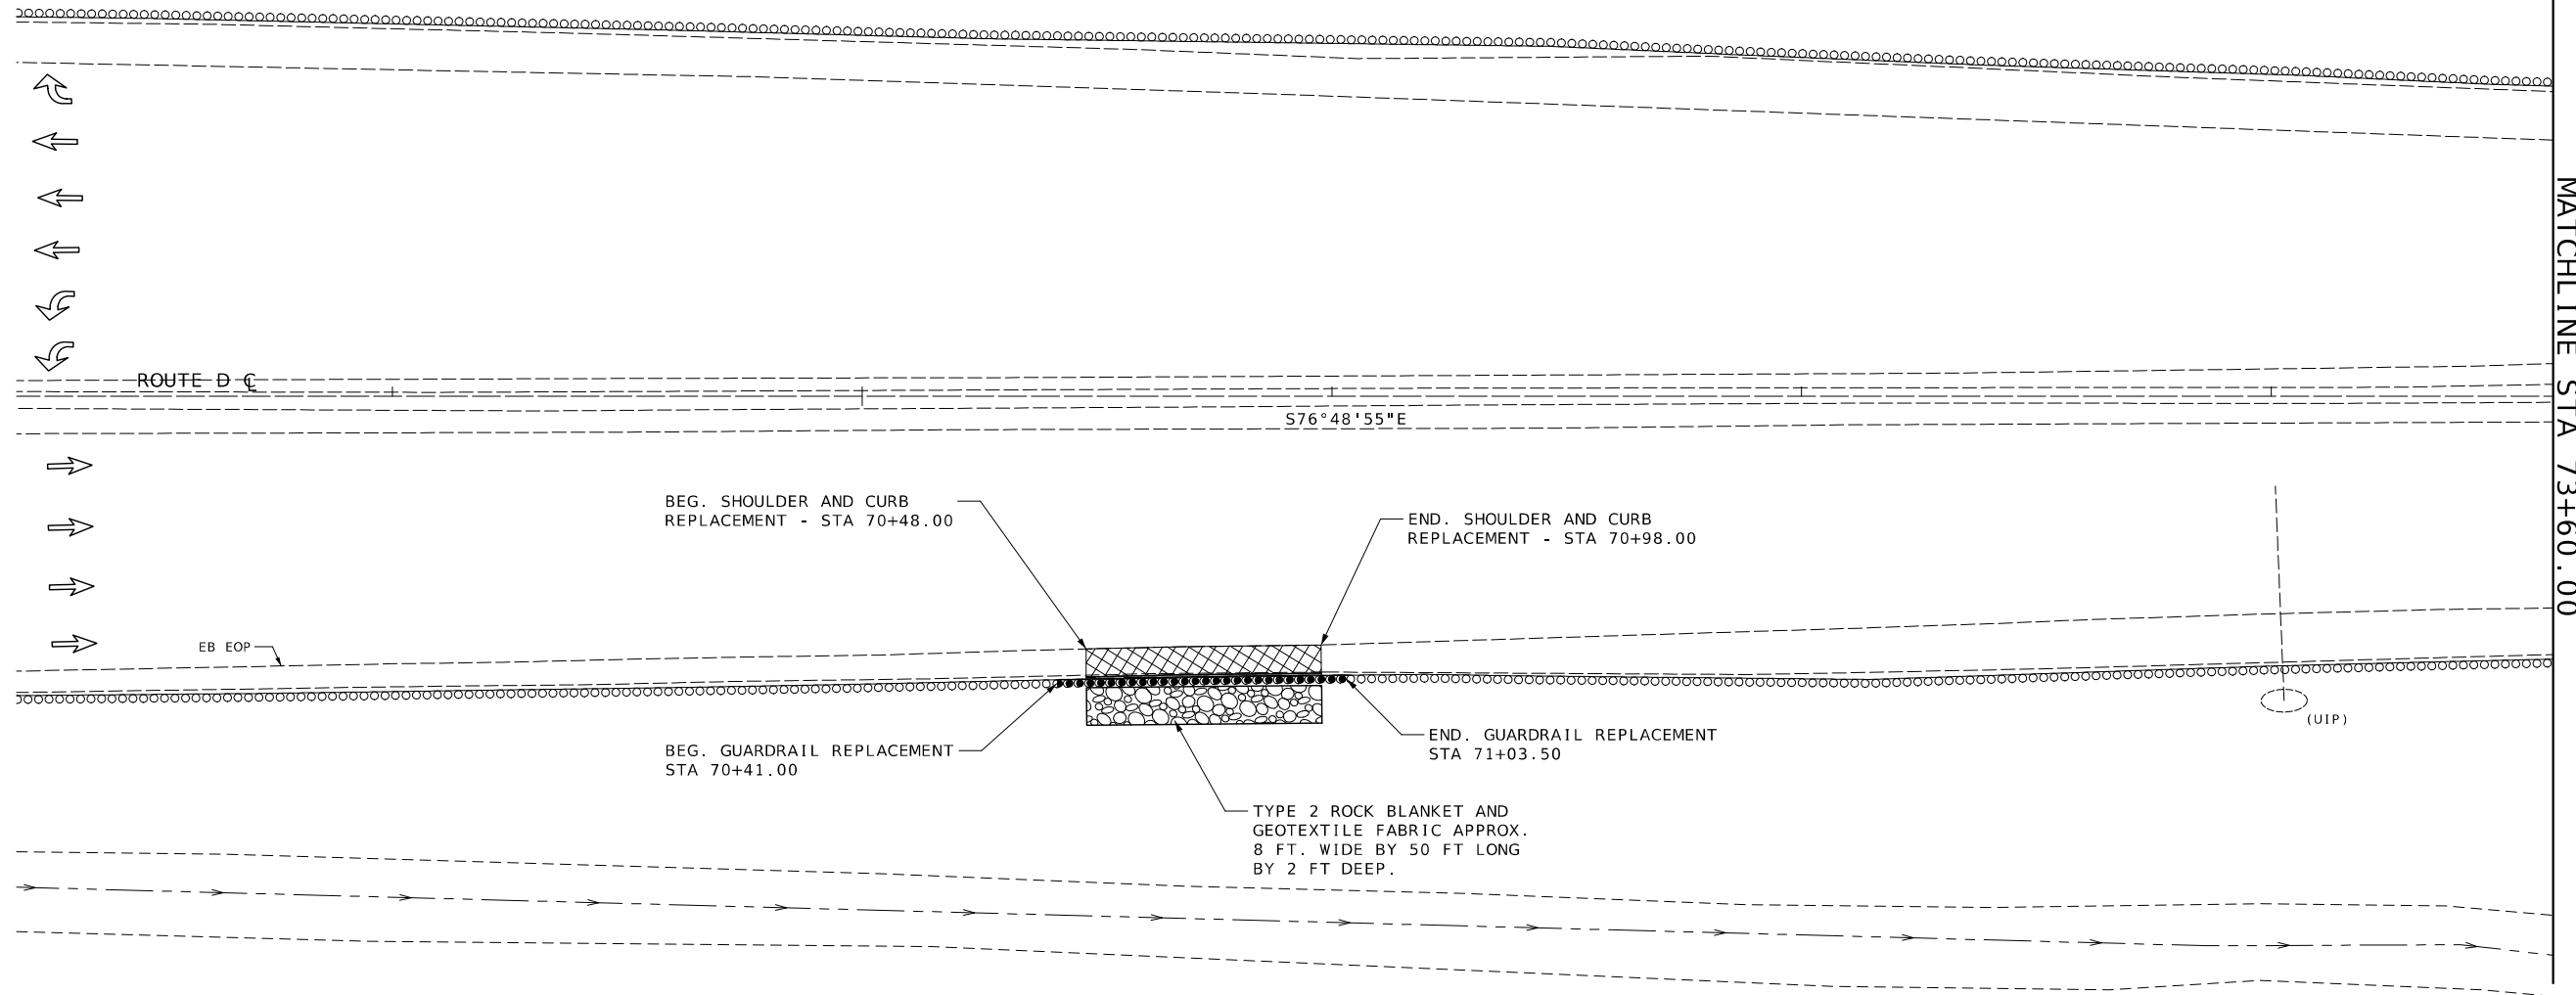 ROUTE D ℄
S76°48'55"E
BEG. SHOULDER AND CURB
REPLACEMENT - STA 70+48.00
END. SHOULDER AND CURB
REPLACEMENT - STA 70+98.00
EB EOP
BEG. GUARDRAIL REPLACEMENT
STA 70+41.00
END. GUARDRAIL REPLACEMENT
STA 71+03.50
(UIP)
TYPE 2 ROCK BLANKET AND
GEOTEXTILE FABRIC APPROX.
8 FT. WIDE BY 50 FT LONG
BY 2 FT DEEP.
MATCHLINE STA 73+60.00